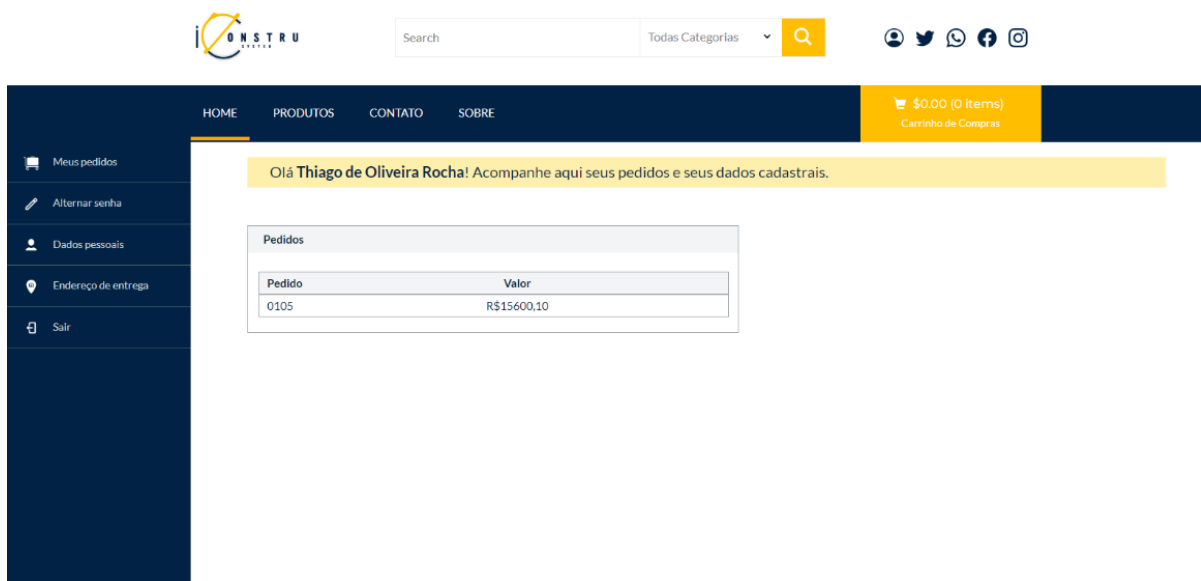 iCONSTRU
SYSTEM
Search
Todas Categorias
HOME PRODUTOS CONTATO SOBRE
$0.00 (0 items)
Carrinho de Compras
Meus pedidos
Alternar senha
Dados pessoais
Endereço de entrega
Sair
Olá Thiago de Oliveira Rocha! Acompanhe aqui seus pedidos e seus dados cadastrais.
Pedidos
Pedido Valor
0105 R$15600,10